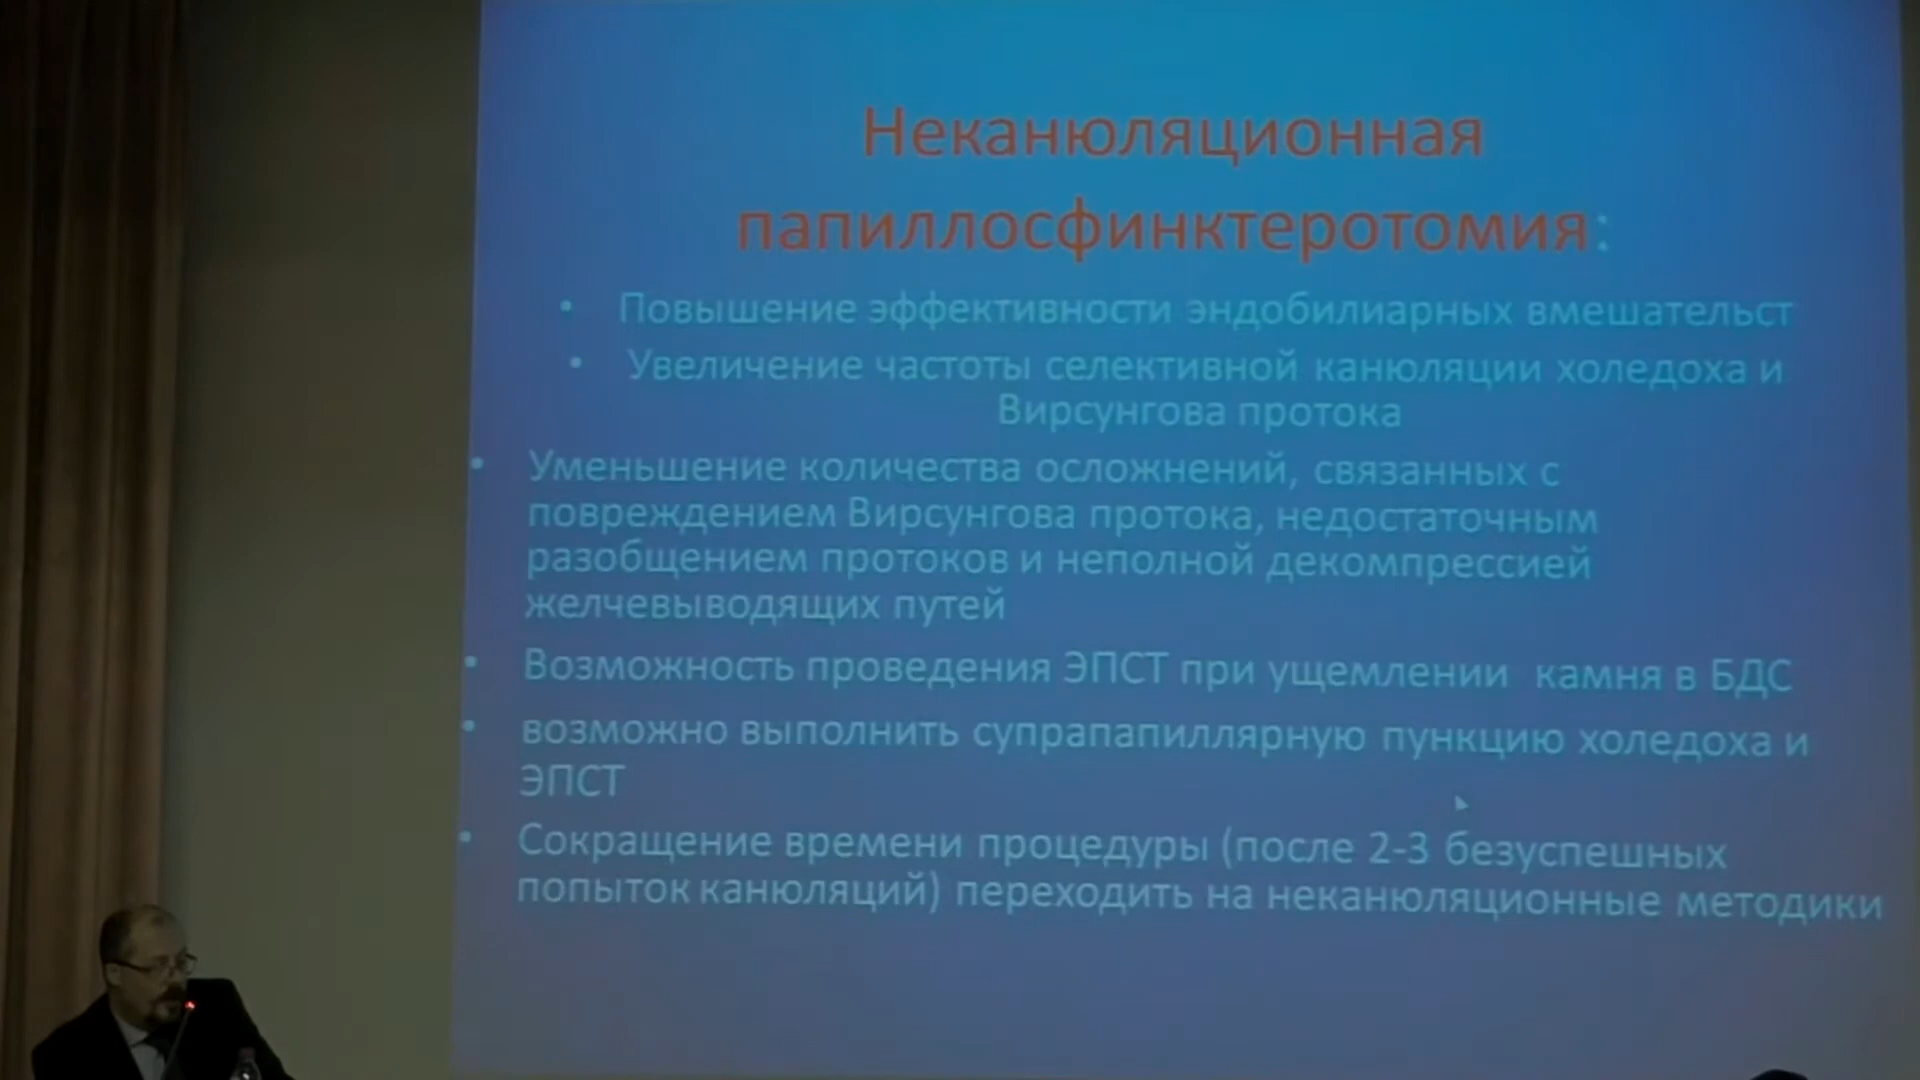 Неканюляционная
папиллосфинктеротомия:
• Повышение эффективности эндобилиарных вмешательст
• Увеличение частоты селективной канюляции холедоха и
Вирсунгова протока
• Уменьшение количества осложнений, связанных с
повреждением Вирсунгова протока, недостаточным
разобщением протоков и неполной декомпрессией
желчевыводящих путей
• Возможность проведения ЭПСТ при ущемлении камня в БДС
• возможно выполнить супрапапиллярную пункцию холедоха и
ЭПСТ
• Сокращение времени процедуры (после 2-3 безуспешных
попыток канюляций) переходить на неканюляционные методики